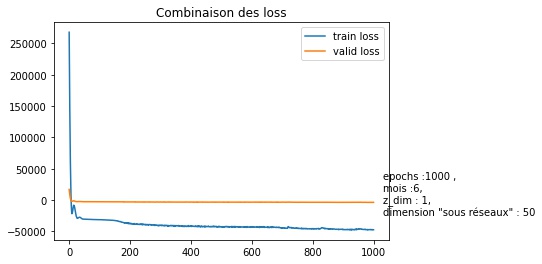 Combinaison des loss
train loss
valid loss
250000
200000
150000
100000
50000
0
−50000
0
200
400
600
800
1000
epochs :1000 ,
mois :6,
z_dim : 1,
dimension "sous réseaux" : 50